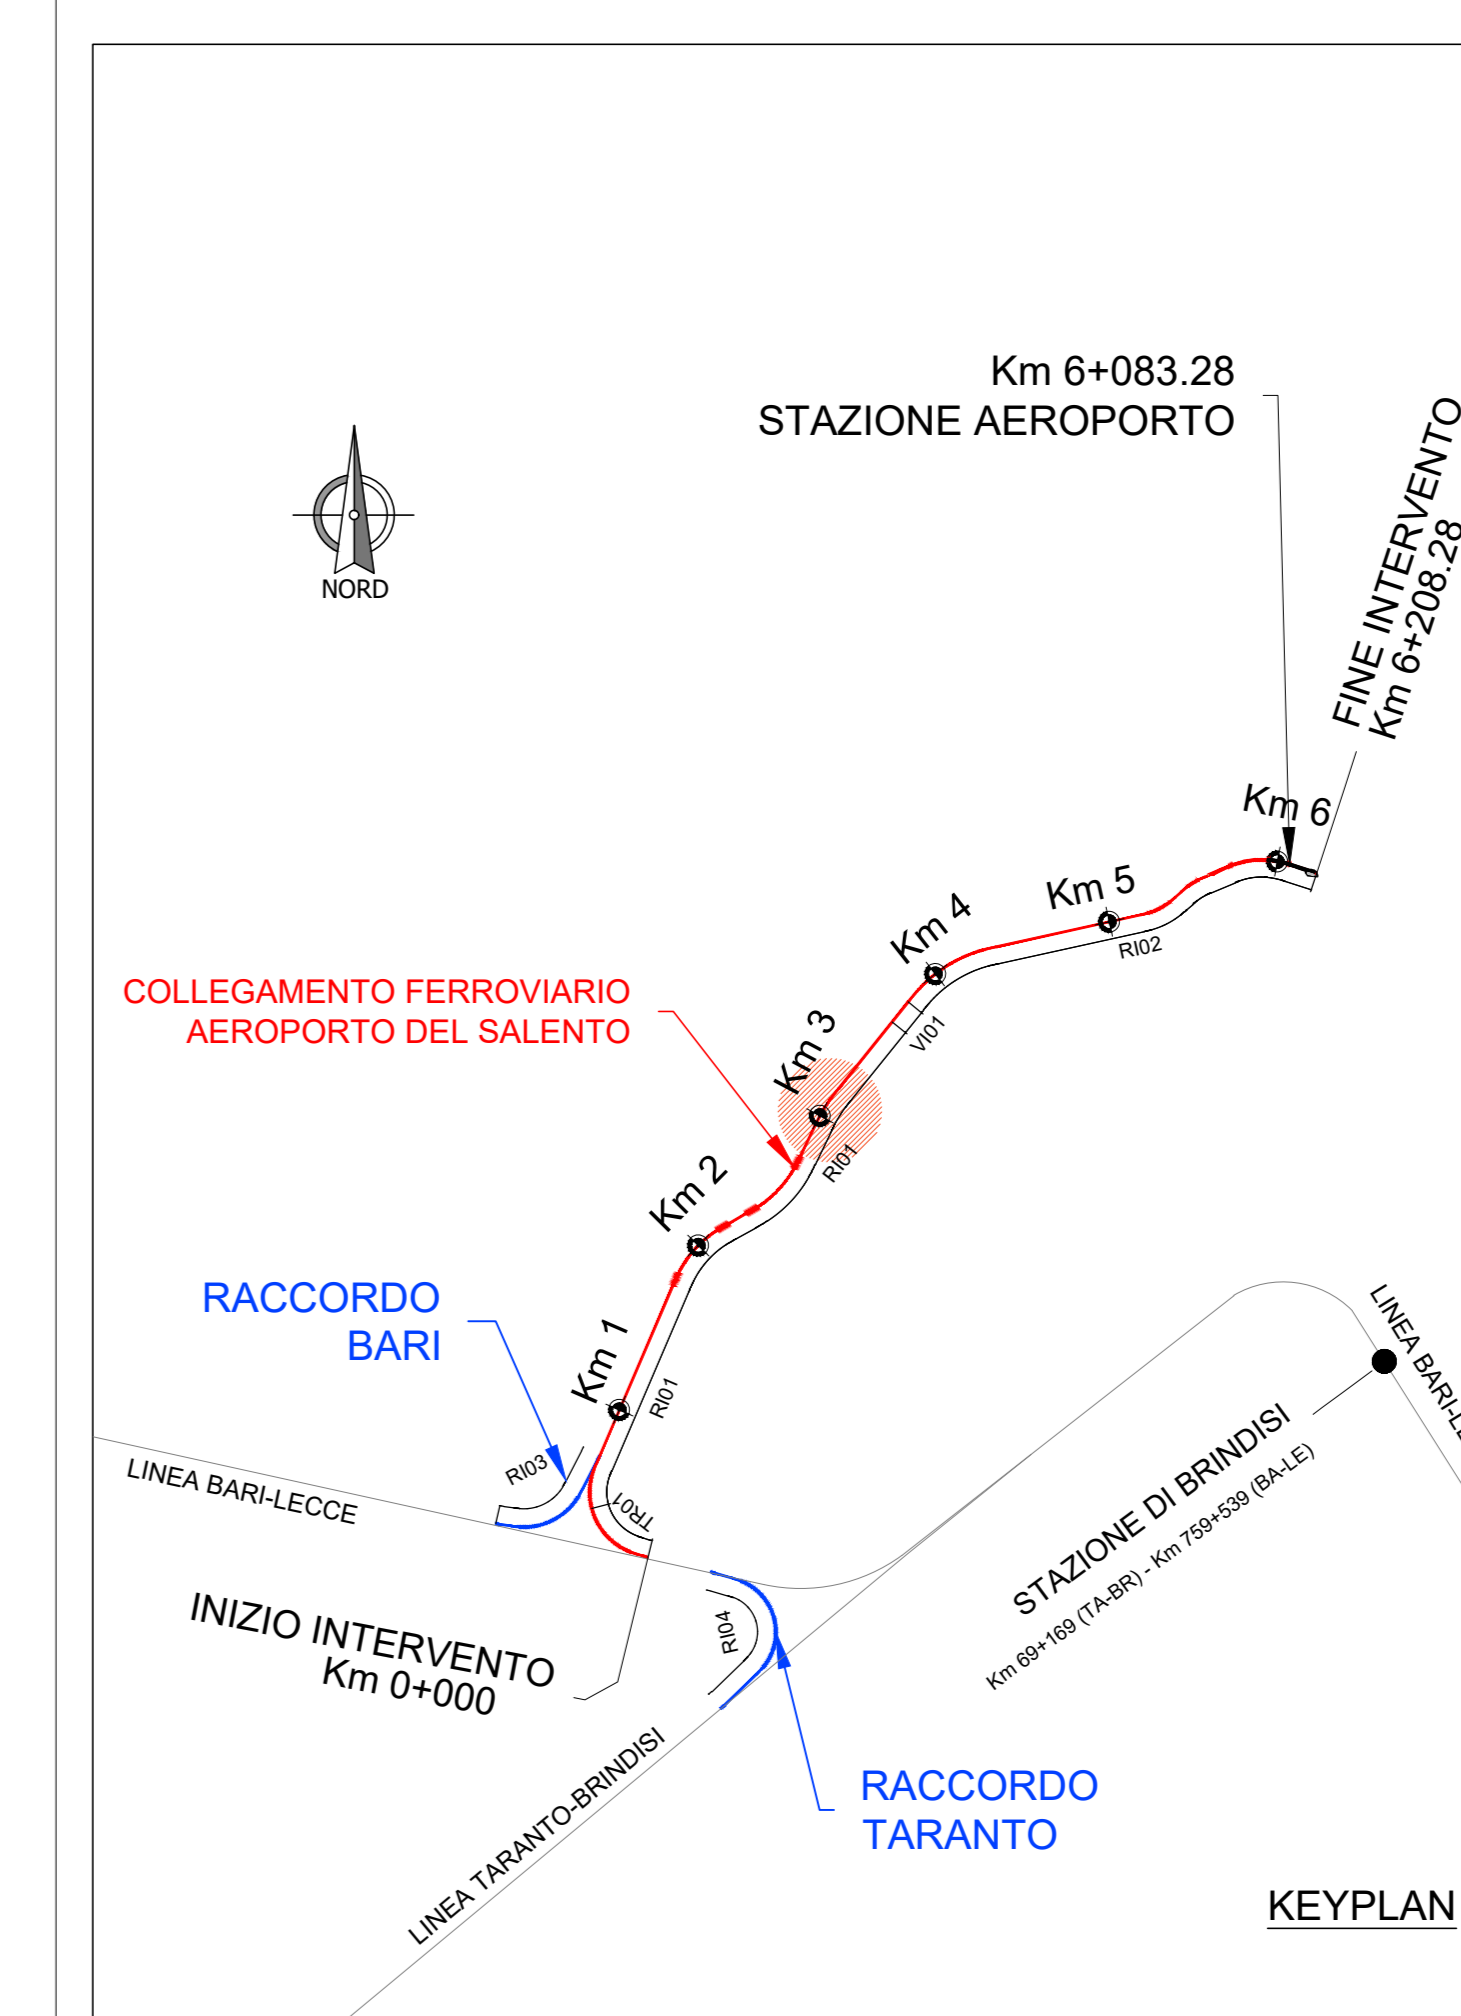 Km 6+083.28
STAZIONE AEROPORTO
FINE INTERVENTO
Km 6+208.28
NORD
Km 6
Km 5
Km 4
RI02
COLLEGAMENTO FERROVIARIO
AEROPORTO DEL SALENTO
VI01
Km 3
RI01
Km 2
RACCORDO
BARI
Km 1
RI01
LINEA BARI-LE
RI03
LINEA BARI-LECCE
TR01
STAZIONE DI BRINDISI
Km 69+169 (TA-BR) - Km 759+539 (BA-LE)
INIZIO INTERVENTO
Km 0+000
RI04
LINEA TARANTO-BRINDISI
RACCORDO
TARANTO
KEYPLAN